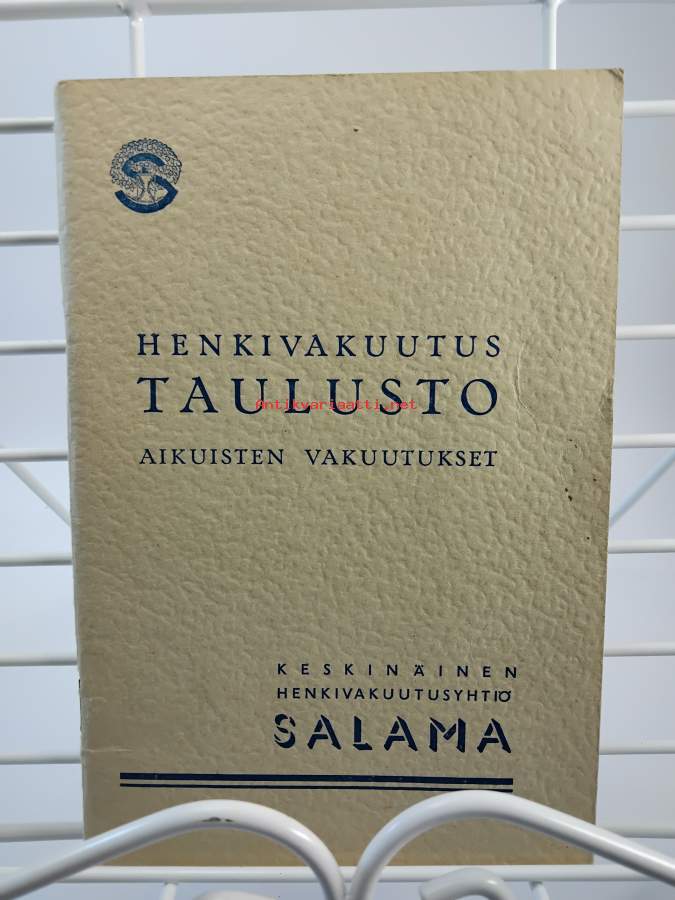 S
HENKIVAKUUTUS
TAULUSTO
Antikvariaatti.net
AIKUISTEN VAKUUTUKSET
KESKINÄINEN
HENKIVAKUUTUSYHTIÖ
SALAMA